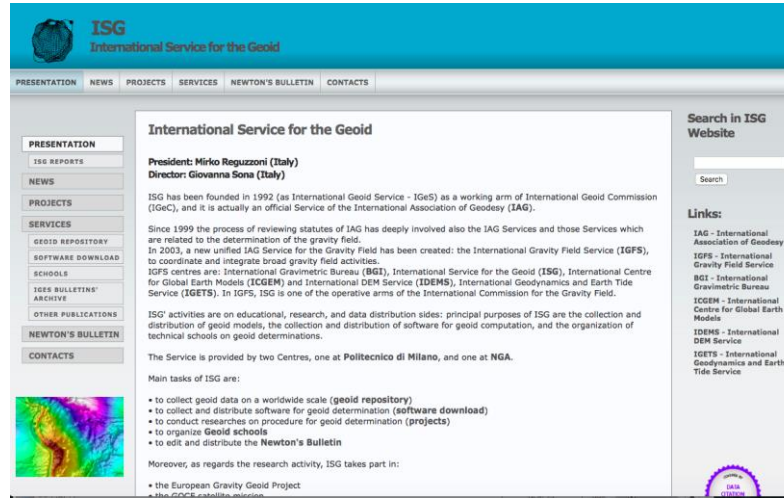 ISG
International Service for the Geoid
PRESENTATION NEWS PROJECTS SERVICES NEWTON'S BULLETIN CONTACTS
PRESENTATION
ISG REPORTS
NEWS
PROJECTS
SERVICES
GEOID REPOSITORY
SOFTWARE DOWNLOAD
SCHOOLS
IGES BULLETINS'
ARCHIVE
OTHER PUBLICATIONS
NEWTON'S BULLETIN
CONTACTS
International Service for the Geoid
President: Mirko Reguzzoni (Italy)
Director: Giovanna Sona (Italy)
ISG has been founded in 1992 (as International Geoid Service - IGeS) as a working arm of International Geoid Commission
(IGeC), and it is actually an official Service of the International Association of Geodesy (IAG).
Since 1999 the process of reviewing statutes of IAG has deeply involved also the IAG Services and those Services which
are related to the determination of the gravity field.
In 2003, a new unified IAG Service for the Gravity Field has been created: the International Gravity Field Service (IGFS),
to coordinate and integrate broad gravity field activities.
IGFS centres are: International Gravimetric Bureau (BGI), International Service for the Geoid (ISG), International Centre
for Global Earth Models (ICGEM) and International DEM Service (IDEMS), International Geodynamics and Earth Tide
Service (IGETS). In IGFS, ISG is one of the operative arms of the International Commission for the Gravity Field.
ISG' activities are on educational, research, and data distribution sides: principal purposes of ISG are the collection and
distribution of geoid models, the collection and distribution of software for geoid computation, and the organization of
technical schools on geoid determinations.
The Service is provided by two Centres, one at Politecnico di Milano, and one at NGA.
Main tasks of ISG are:
• to collect geoid data on a worldwide scale (geoid repository)
• to collect and distribute software for geoid determination (software download)
• to conduct researches on procedure for geoid determination (projects)
• to organize Geoid schools
• to edit and distribute the Newton's Bulletin
Moreover, as regards the research activity, ISG takes part in:
• the European Gravity Geoid Project
• the GOCE satellite mission
Search in ISG
Website
Search
Links:
IAG - International
Association of Geodesy
IGFS - International
Gravity Field Service
BGI - International
Gravimetric Bureau
ICGEM - International
Centre for Global Earth
Models
IDEMS - International
DEM Service
IGETS - International
Geodynamics and Earth
Tide Service
DATA
CITATION